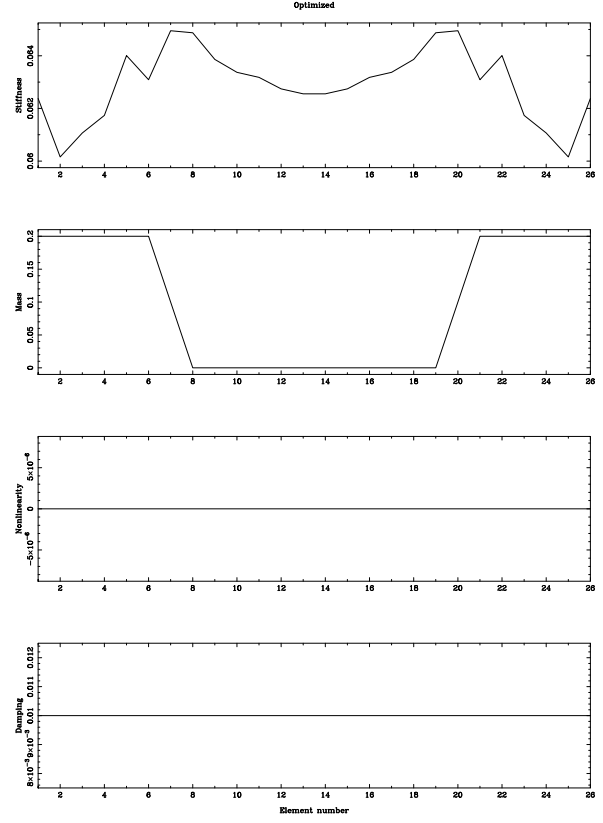 Optimized
Stiffness
0.06 0.062 0.064
2 4 6 8 10 12 14 16 18 20 22 24 26
Mass
0 0.05 0.1 0.15 0.2
2 4 6 8 10 12 14 16 18 20 22 24 26
Nonlinearity
−5×10⁻⁶ 0 5×10⁻⁶
2 4 6 8 10 12 14 16 18 20 22 24 26
Damping
8×10⁻³ 9×10⁻³ 0.01 0.011 0.012
2 4 6 8 10 12 14 16 18 20 22 24 26
Element number